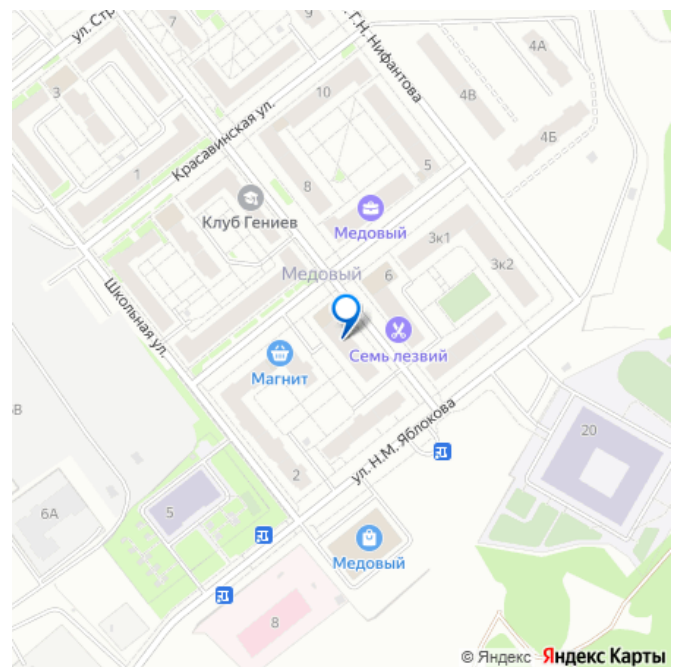 7
9
ул. Стр
Г.Н. Нифантова
4А
3
10
4В
4Б
Красавинская ул.
1
5
8
Клуб Гениев
Медовый
3к1
3к2
Медовый
6
Школьная ул.
Семь лезвий
Магнит
ул. Н.М. Яблокова
20
2
6А
5
Медовый
8
© Яндекс Яндекс Карты